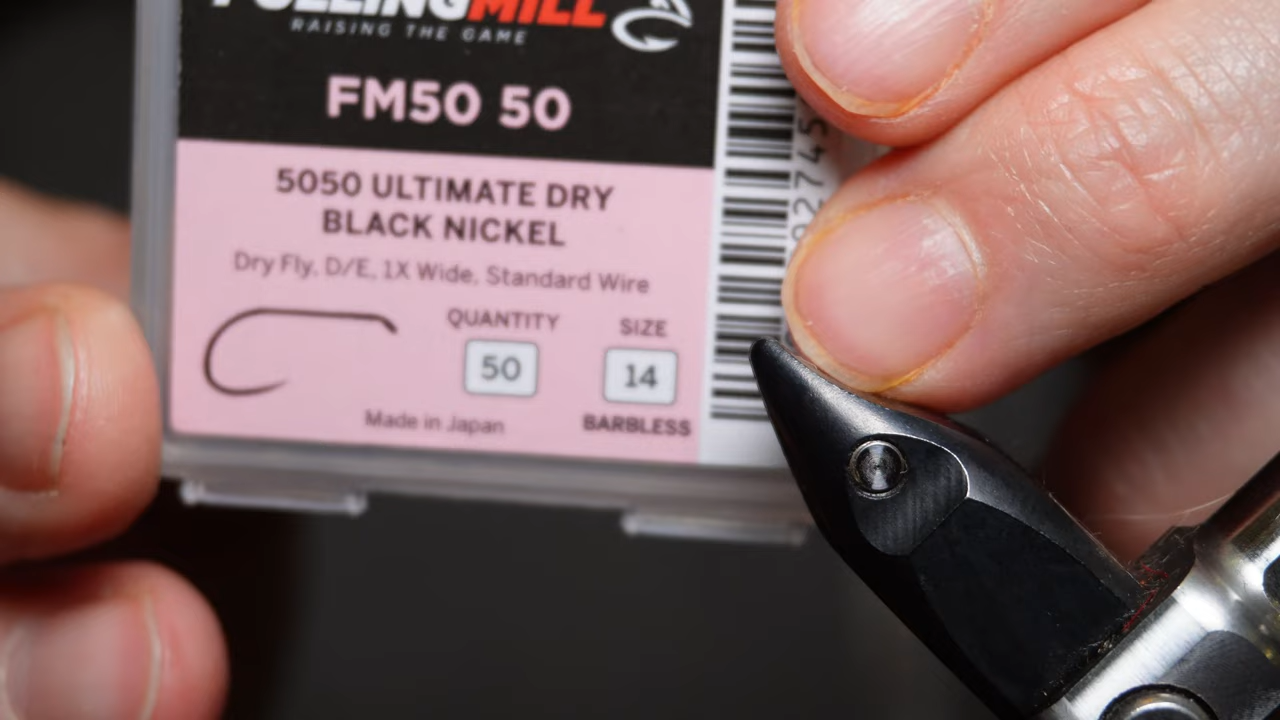 FULLINGMILL
RAISING THE GAME
FM50 50
5050 ULTIMATE DRY
BLACK NICKEL
Dry Fly, D/E, 1X Wide, Standard Wire
QUANTITY
50
SIZE
14
BARBLESS
Made in Japan